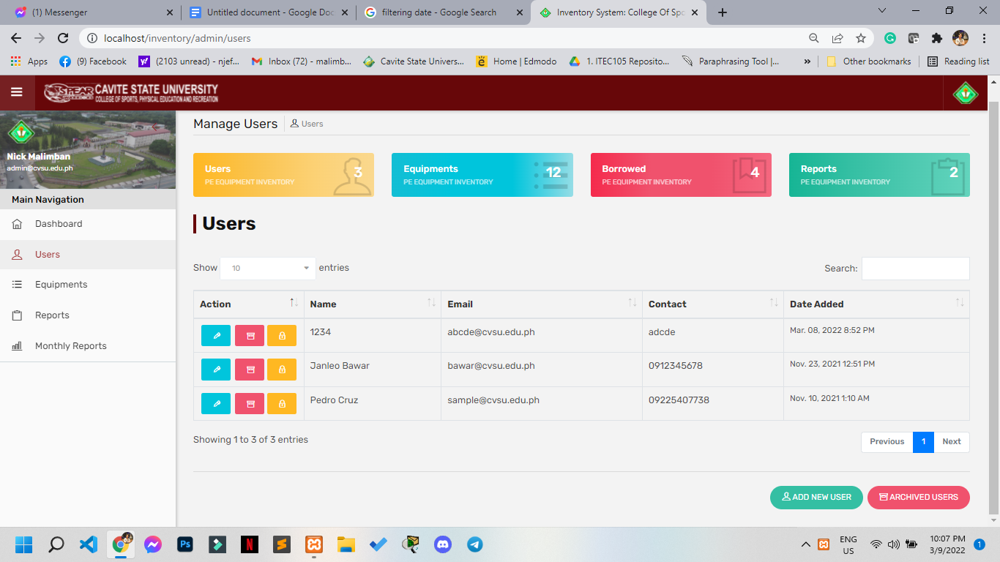 (1) Messenger
Untitled document - Google Doc
filtering date - Google Search
Inventory System: College Of Spo
localhost/inventory/admin/users
Apps
(9) Facebook
(2103 unread) - njef...
Inbox (72) - malimb...
Cavite State Univers...
Home | Edmodo
1. ITEC105 Reposito...
Paraphrasing Tool |...
»
Other bookmarks
Reading list
SPEAR
CAVITE STATE UNIVERSITY
COLLEGE OF SPORTS, PHYSICAL EDUCATION AND RECREATION
Nick Malimban
admin@cvsu.edu.ph
Main Navigation
Dashboard
Users
Equipments
Reports
Monthly Reports
Manage Users
Users
Users
PE EQUIPMENT INVENTORY
3
Equipments
PE EQUIPMENT INVENTORY
12
Borrowed
PE EQUIPMENT INVENTORY
4
Reports
PE EQUIPMENT INVENTORY
2
Users
Show 10 entries
Search:
Action Name Email Contact Date Added
1234 abcde@cvsu.edu.ph adcde Mar. 08, 2022 8:52 PM
Janleo Bawar bawar@cvsu.edu.ph 0912345678 Nov. 23, 2021 12:51 PM
Pedro Cruz sample@cvsu.edu.ph 09225407738 Nov. 10, 2021 1:10 AM
Showing 1 to 3 of 3 entries
Previous 1 Next
ADD NEW USER
ARCHIVED USERS
Ps
N
S
ENG
US
10:07 PM
3/9/2022
1